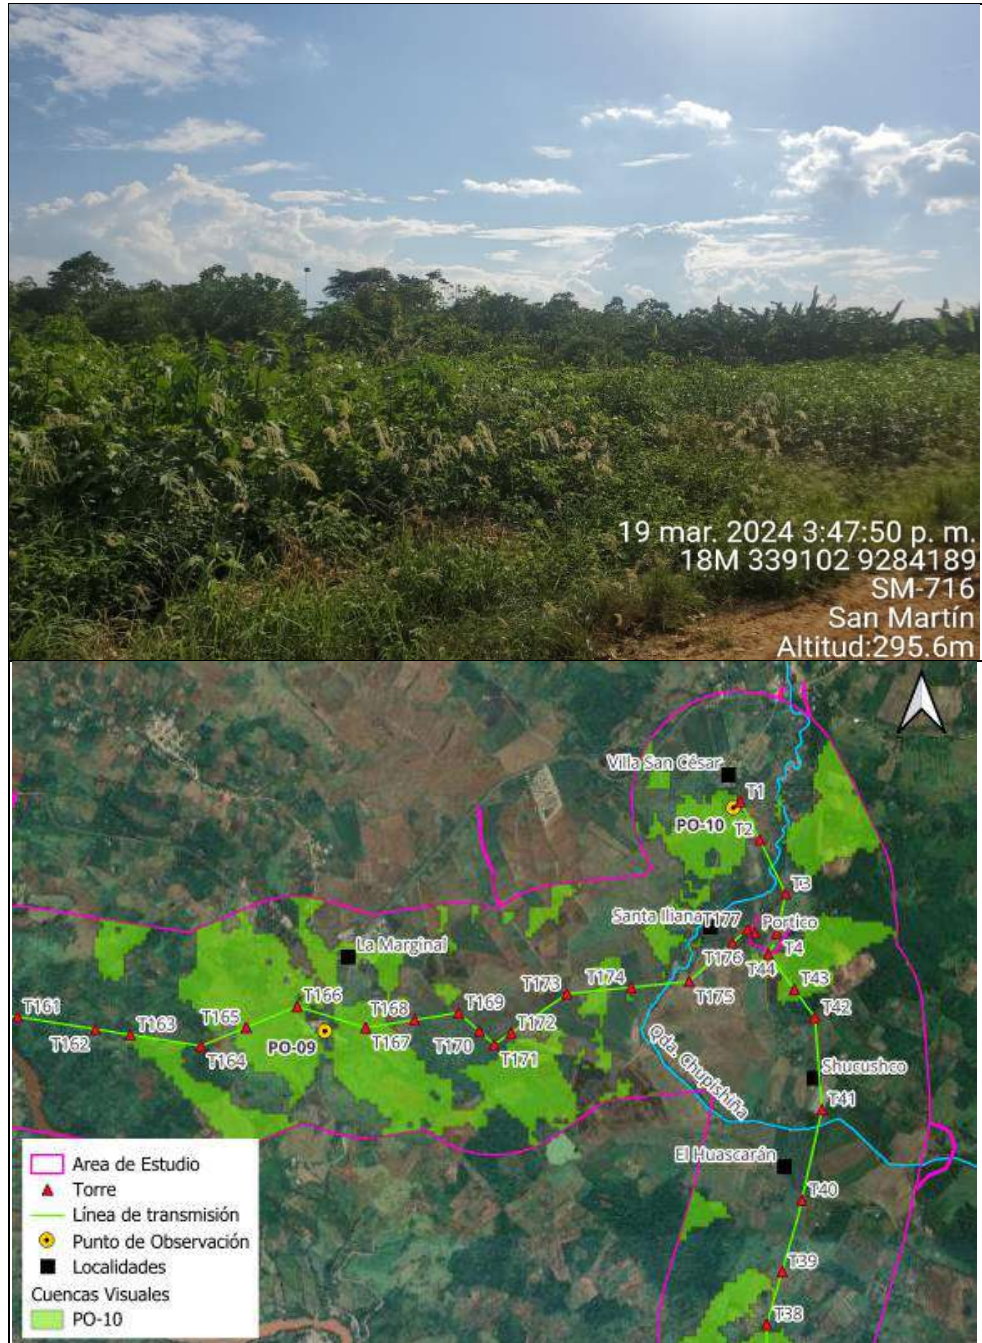 19 mar. 2024 3:47:50 p. m.
18M 339102 9284189
SM-716
San Martín
Altitud:295.6m
Villa San César
T1
PO-10
T2
T3
Santa Iliana
T177
Portico
T4
La Marginal
T176
T44
T43
T173
T174
T175
T42
T161
T166
T168
T169
T165
T163
T172
T162
T167
T170
PO-09
T164
T171
Qda. Chupishiña
Shucushco
T41
El Huascarán
T40
T39
T38
Area de Estudio
Torre
Línea de transmisión
Punto de Observación
Localidades
Cuencas Visuales
PO-10